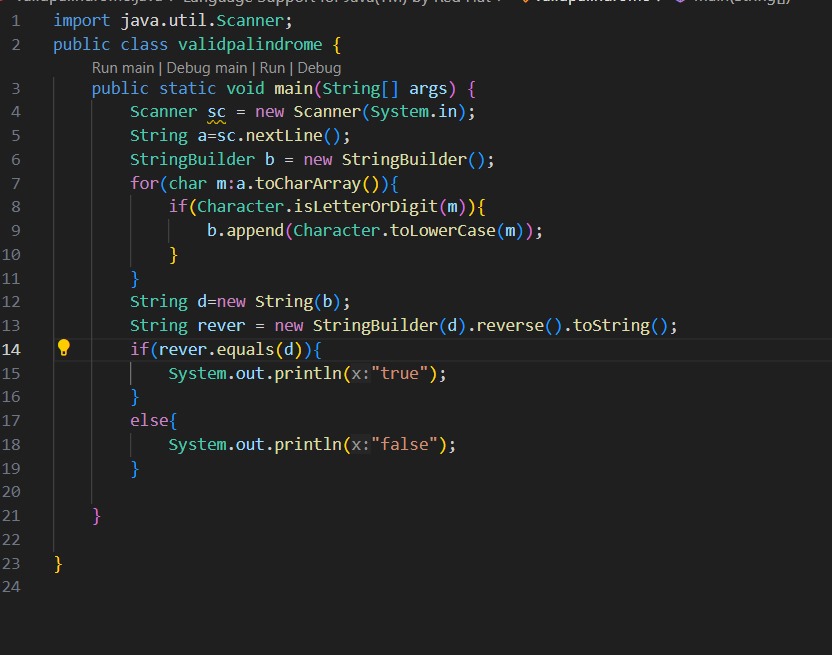 Language Support for Java(TM) by Red Hat
1 import java.util.Scanner;
2 public class validpalindrome {
Run main | Debug main | Run | Debug
3 public static void main(String[] args) {
4 Scanner sc = new Scanner(System.in);
5 String a=sc.nextLine();
6 StringBuilder b = new StringBuilder();
7 for(char m:a.toCharArray()){
8 if(Character.isLetterOrDigit(m)){
9 b.append(Character.toLowerCase(m));
10 }
11 }
12 String d=new String(b);
13 String rever = new StringBuilder(d).reverse().toString();
14 if(rever.equals(d)){
15 System.out.println(x:"true");
16 }
17 else{
18 System.out.println(x:"false");
19 }
20
21 }
22
23 }
24